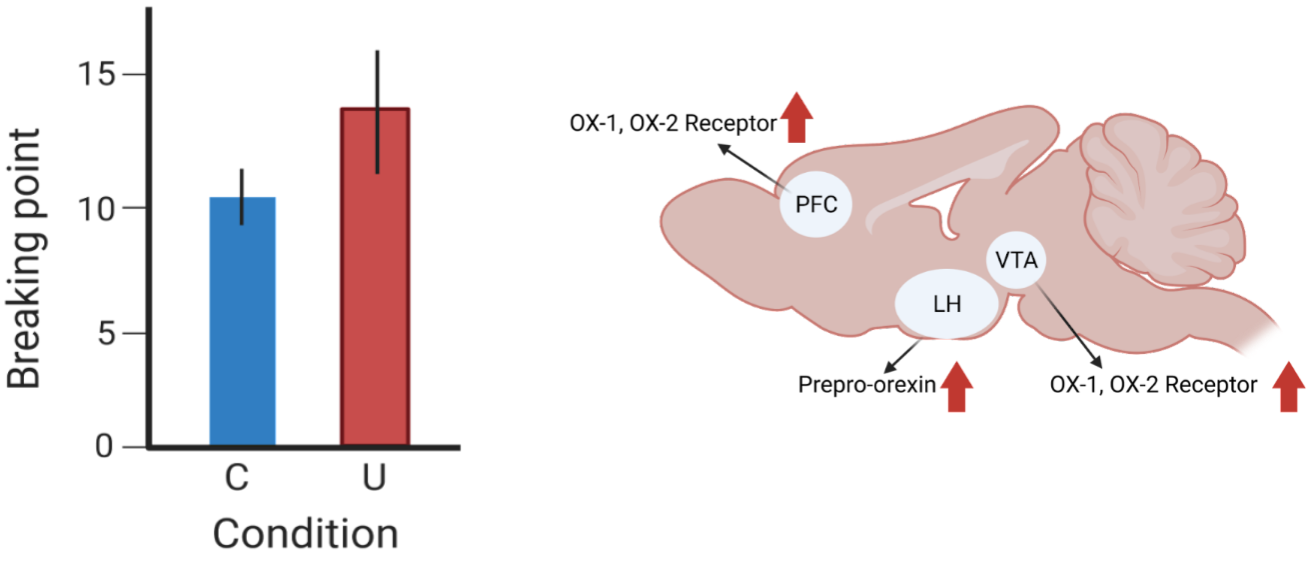 Breaking point
15
10
5
0
C U
Condition
OX-1, OX-2 Receptor
PFC
VTA
LH
Prepro-orexin
OX-1, OX-2 Receptor